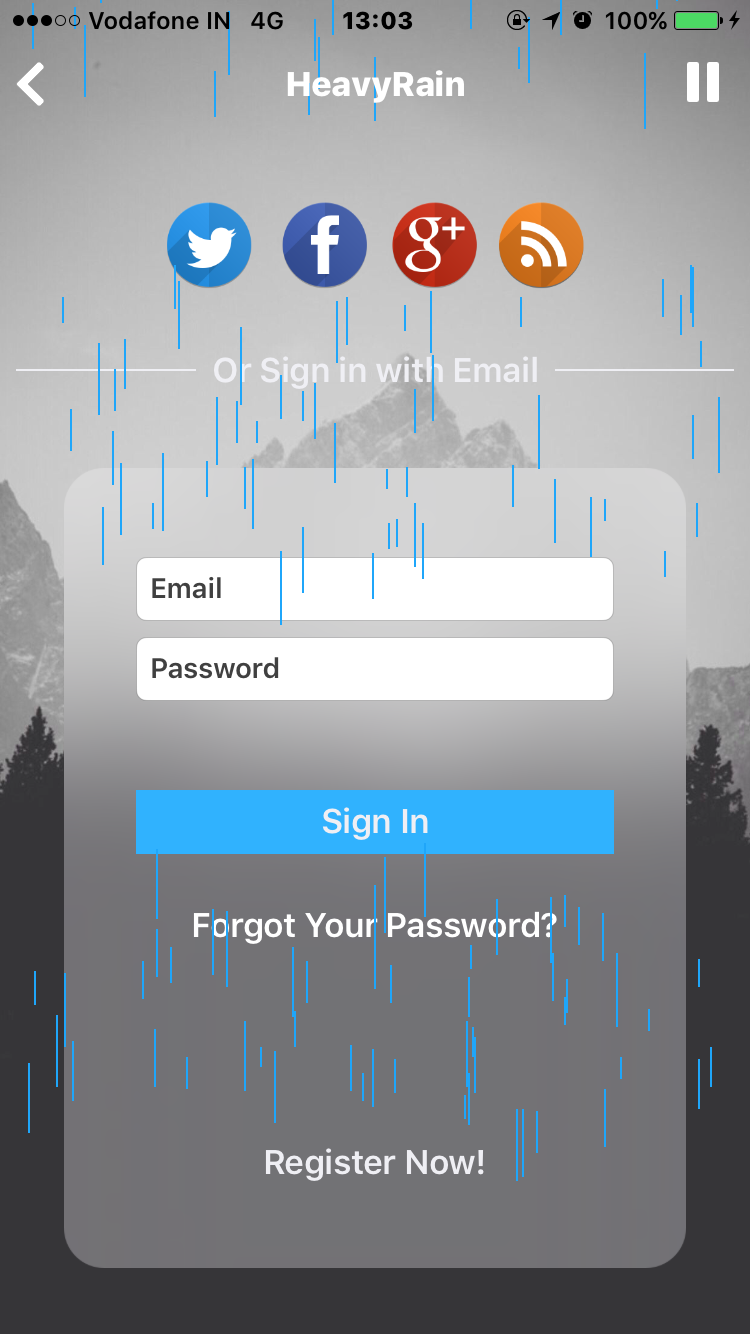 Vodafone IN 4G 13:03 100%
HeavyRain
f g+
Or Sign in with Email
Email
Password
Sign In
Forgot Your Password?
Register Now!